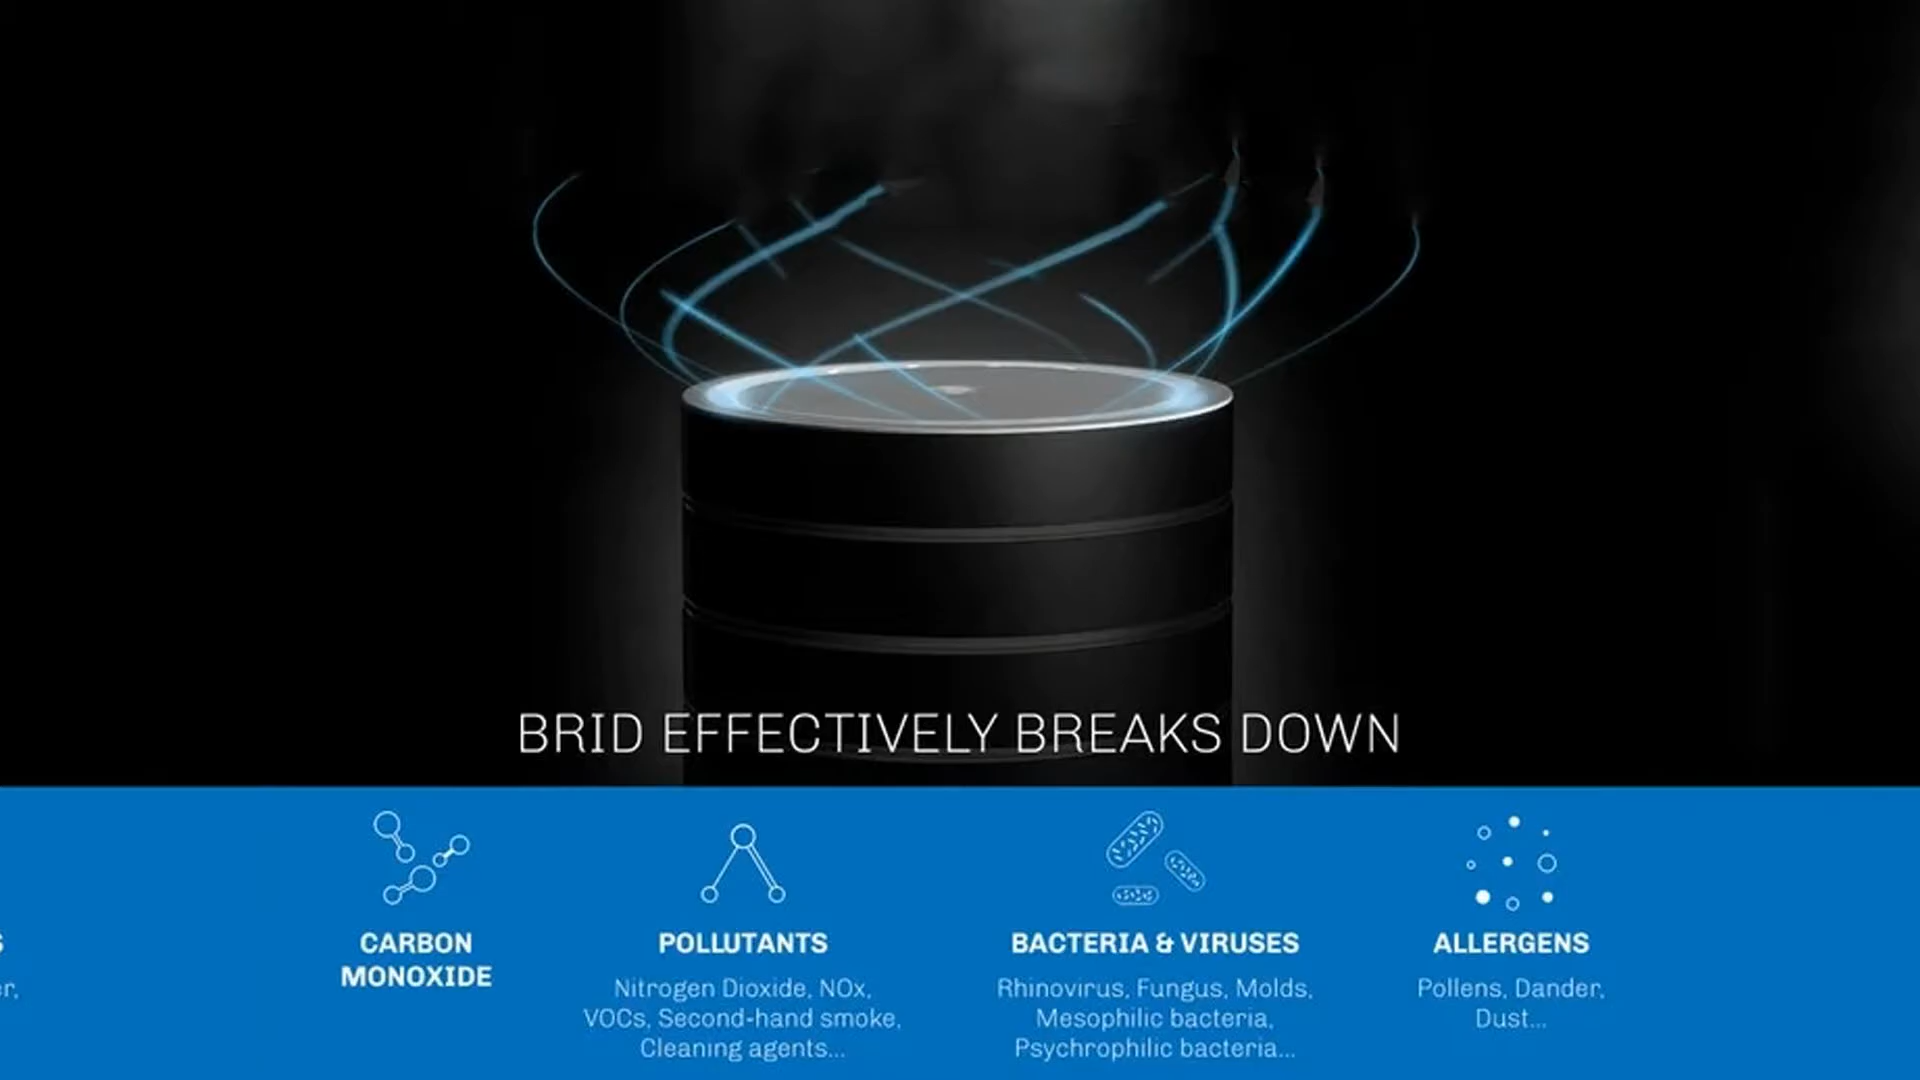 BRID EFFECTIVELY BREAKS DOWN
CARBON
MONOXIDE
POLLUTANTS
Nitrogen Dioxide, NOx,
VOCs, Second-hand smoke,
Cleaning agents...
BACTERIA & VIRUSES
Rhinovirus, Fungus, Molds,
Mesophilic bacteria,
Psychrophilic bacteria...
ALLERGENS
Pollens, Dander,
Dust...